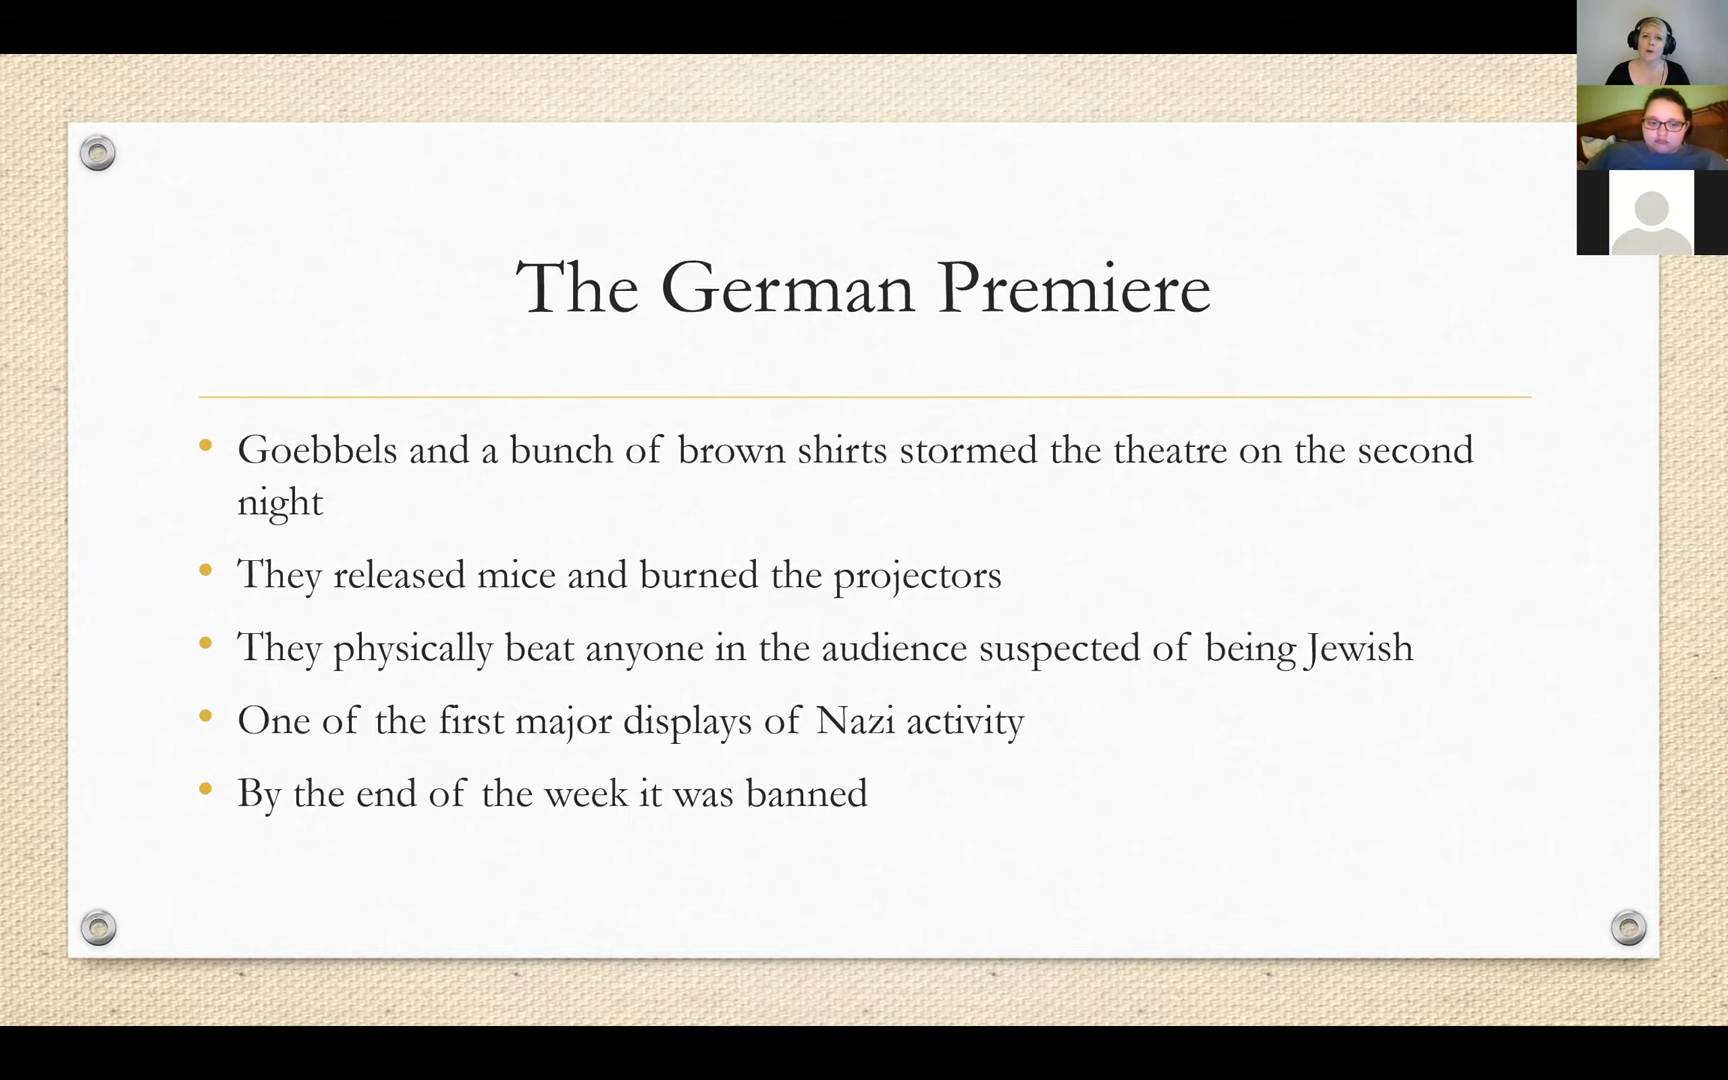 The German Premiere
• Goebbels and a bunch of brown shirts stormed the theatre on the second
night
• They released mice and burned the projectors
• They physically beat anyone in the audience suspected of being Jewish
• One of the first major displays of Nazi activity
• By the end of the week it was banned